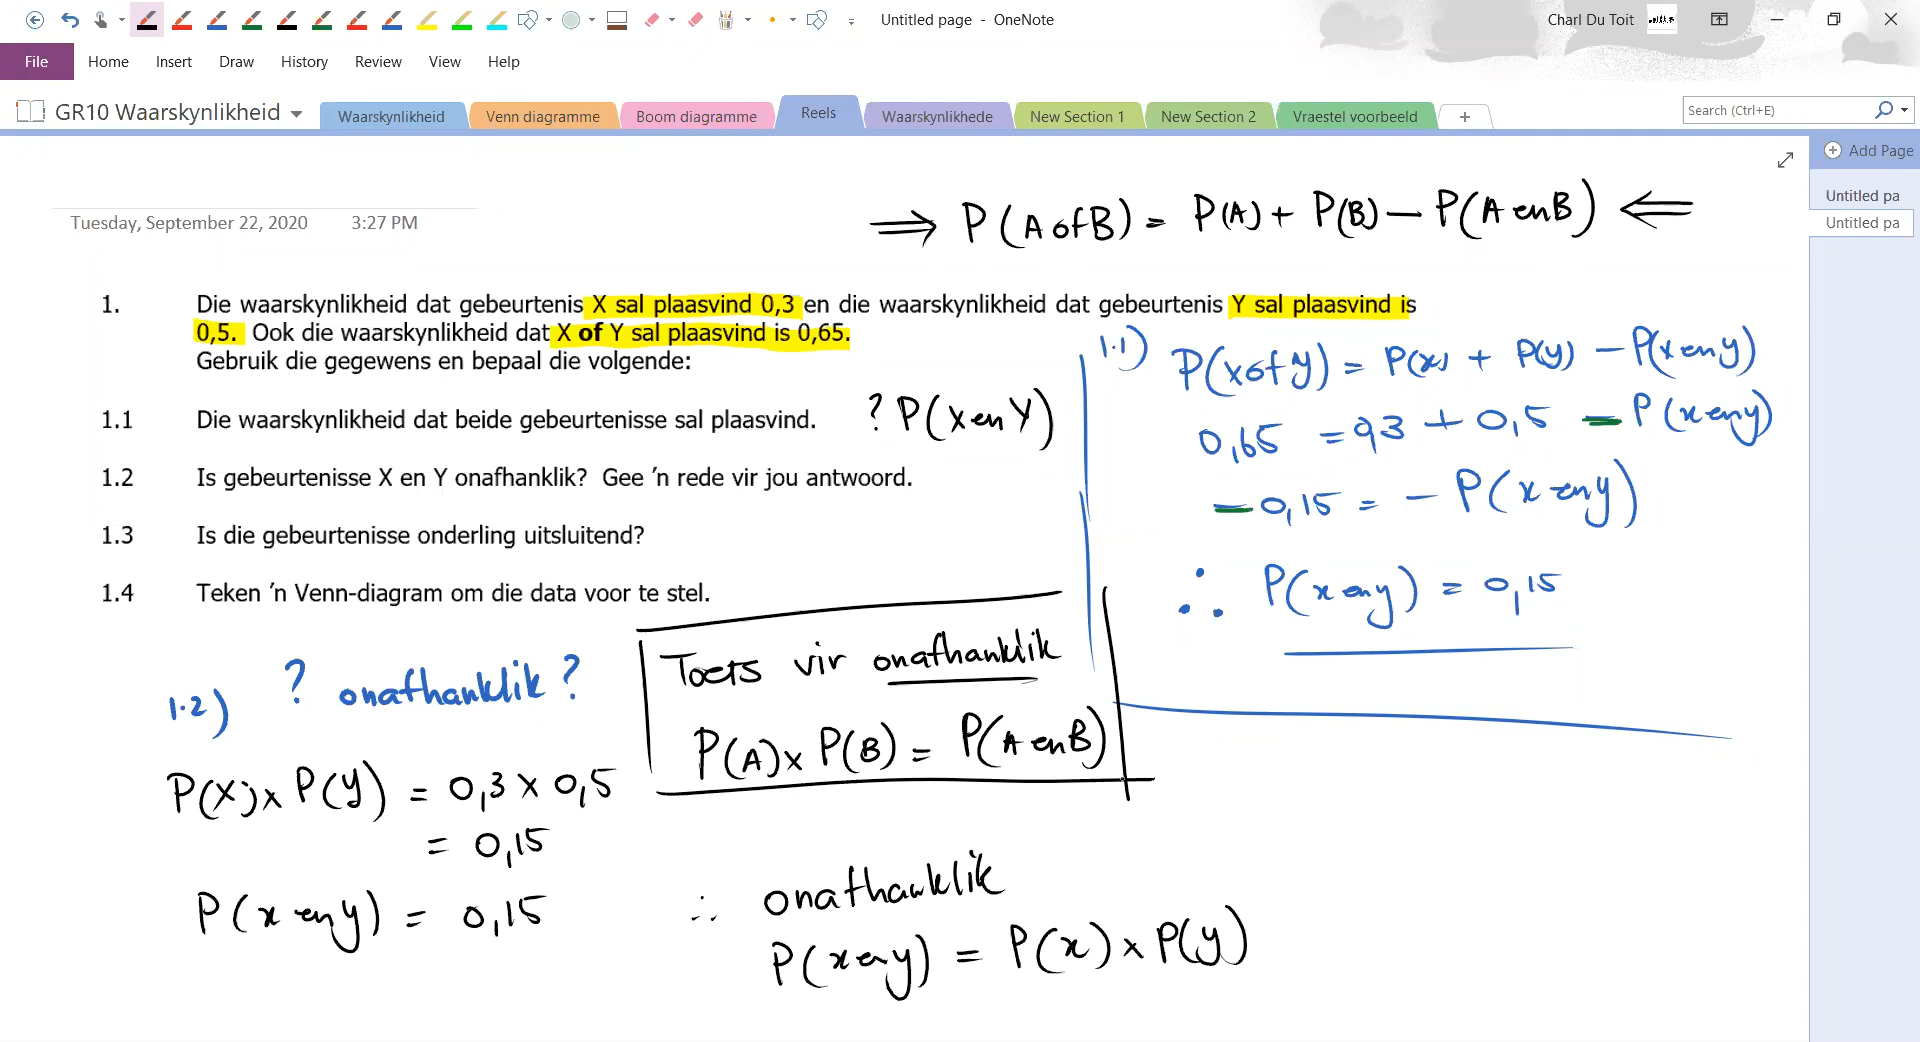 Untitled page - OneNote
Charl Du Toit
File Home Insert Draw History Review View Help
GR10 Waarskynlikheid
Waarskynlikheid Venn diagramme Boom diagramme Reels Waarskynlikhede New Section 1 New Section 2 Vraestel voorbeeld +
Search (Ctrl+E)
Add Page
Untitled pa
Untitled pa
Tuesday, September 22, 2020 3:27 PM
⇒ P(A of B) = P(A) + P(B) − P(A en B) ⇐
1. Die waarskynlikheid dat gebeurtenis X sal plaasvind 0,3 en die waarskynlikheid dat gebeurtenis Y sal plaasvind is
0,5. Ook die waarskynlikheid dat X of Y sal plaasvind is 0,65.
Gebruik die gegewens en bepaal die volgende:
1.1 Die waarskynlikheid dat beide gebeurtenisse sal plaasvind. ? P(X en Y)
1.2 Is gebeurtenisse X en Y onafhanklik? Gee 'n rede vir jou antwoord.
1.3 Is die gebeurtenisse onderling uitsluitend?
1.4 Teken 'n Venn-diagram om die data voor te stel.
1.1) P(x of y) = P(x) + P(y) − P(x en y)
0,65 = 0,3 + 0,5 − P(x en y)
− 0,15 = − P(x en y)
∴ P(x en y) = 0,15
1.2) ? onafhanklik ?
Toets vir onafhanklik
P(A) x P(B) = P(A en B)
P(X) x P(Y) = 0,3 x 0,5
= 0,15
P(x en y) = 0,15
∴ onafhanklik
P(x en y) = P(x) x P(y)